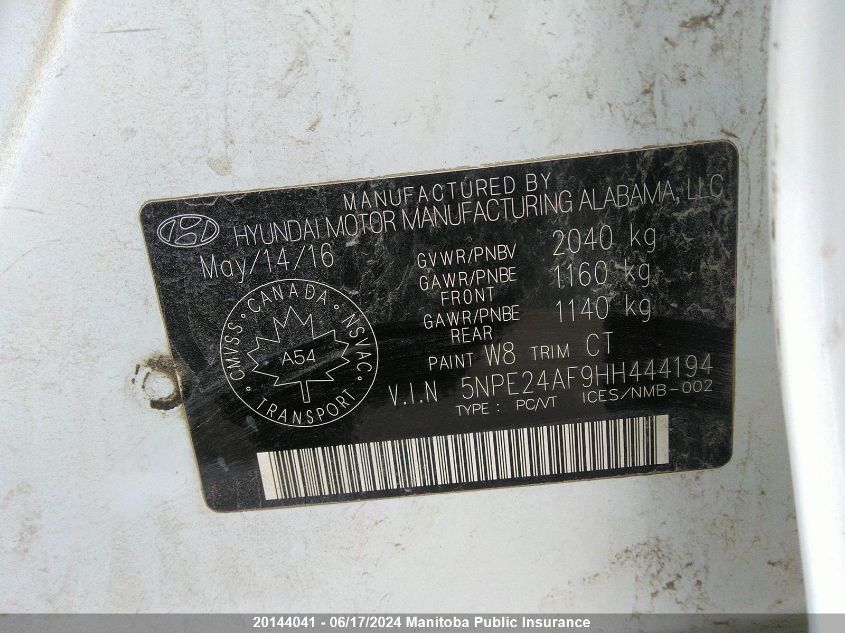 MANUFACTURED BY
HYUNDAI MOTOR MANUFACTURING ALABAMA, LLC
May/14/16
GVWR/PNBV 2040 kg
GAWR/PNBE FRONT 1160 kg
GAWR/PNBE REAR 1140 kg
PAINT W8 TRIM CT
V.I.N 5NPE24AF9HH444194
TYPE : PC/VT ICES/NMB-002
CMVSS · CANADA · NSVAC · TRANSPORT
A54
20144041 - 06/17/2024 Manitoba Public Insurance